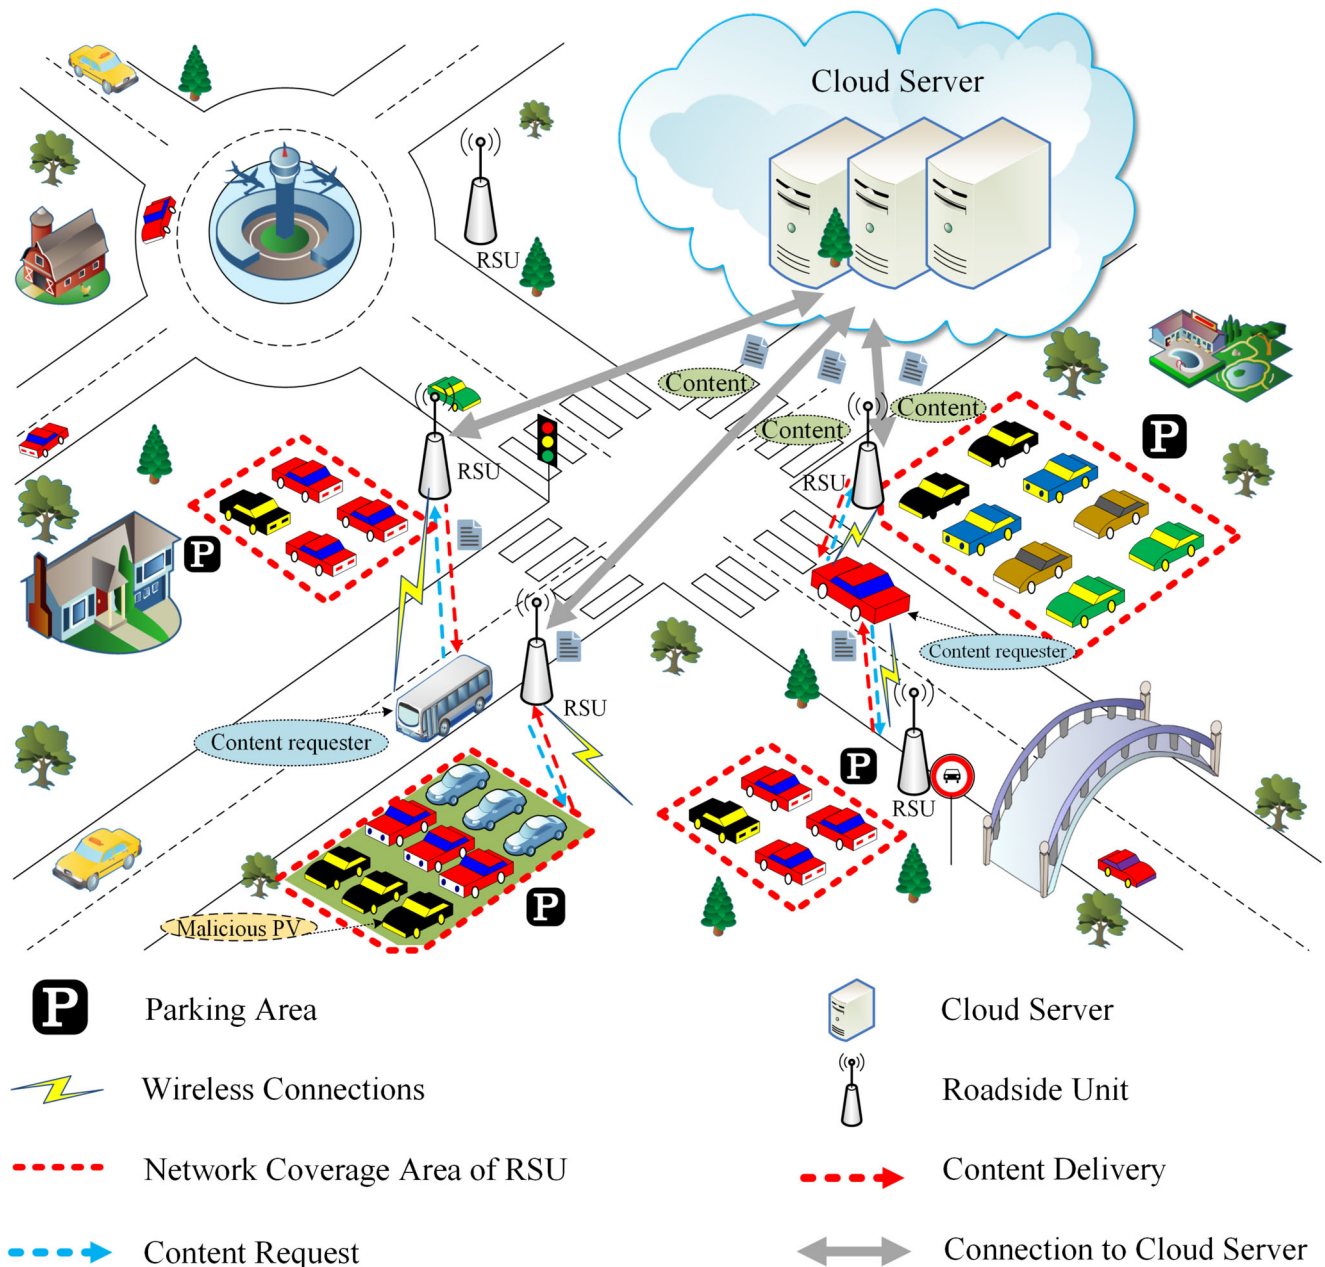 Cloud Server
RSU
Content
Content
Content
RSU
RSU
P
P
Content requester
RSU
Content requester
P
RSU
P
Malicious PV
P Parking Area
Cloud Server
Wireless Connections
Roadside Unit
Network Coverage Area of RSU
Content Delivery
Content Request
Connection to Cloud Server